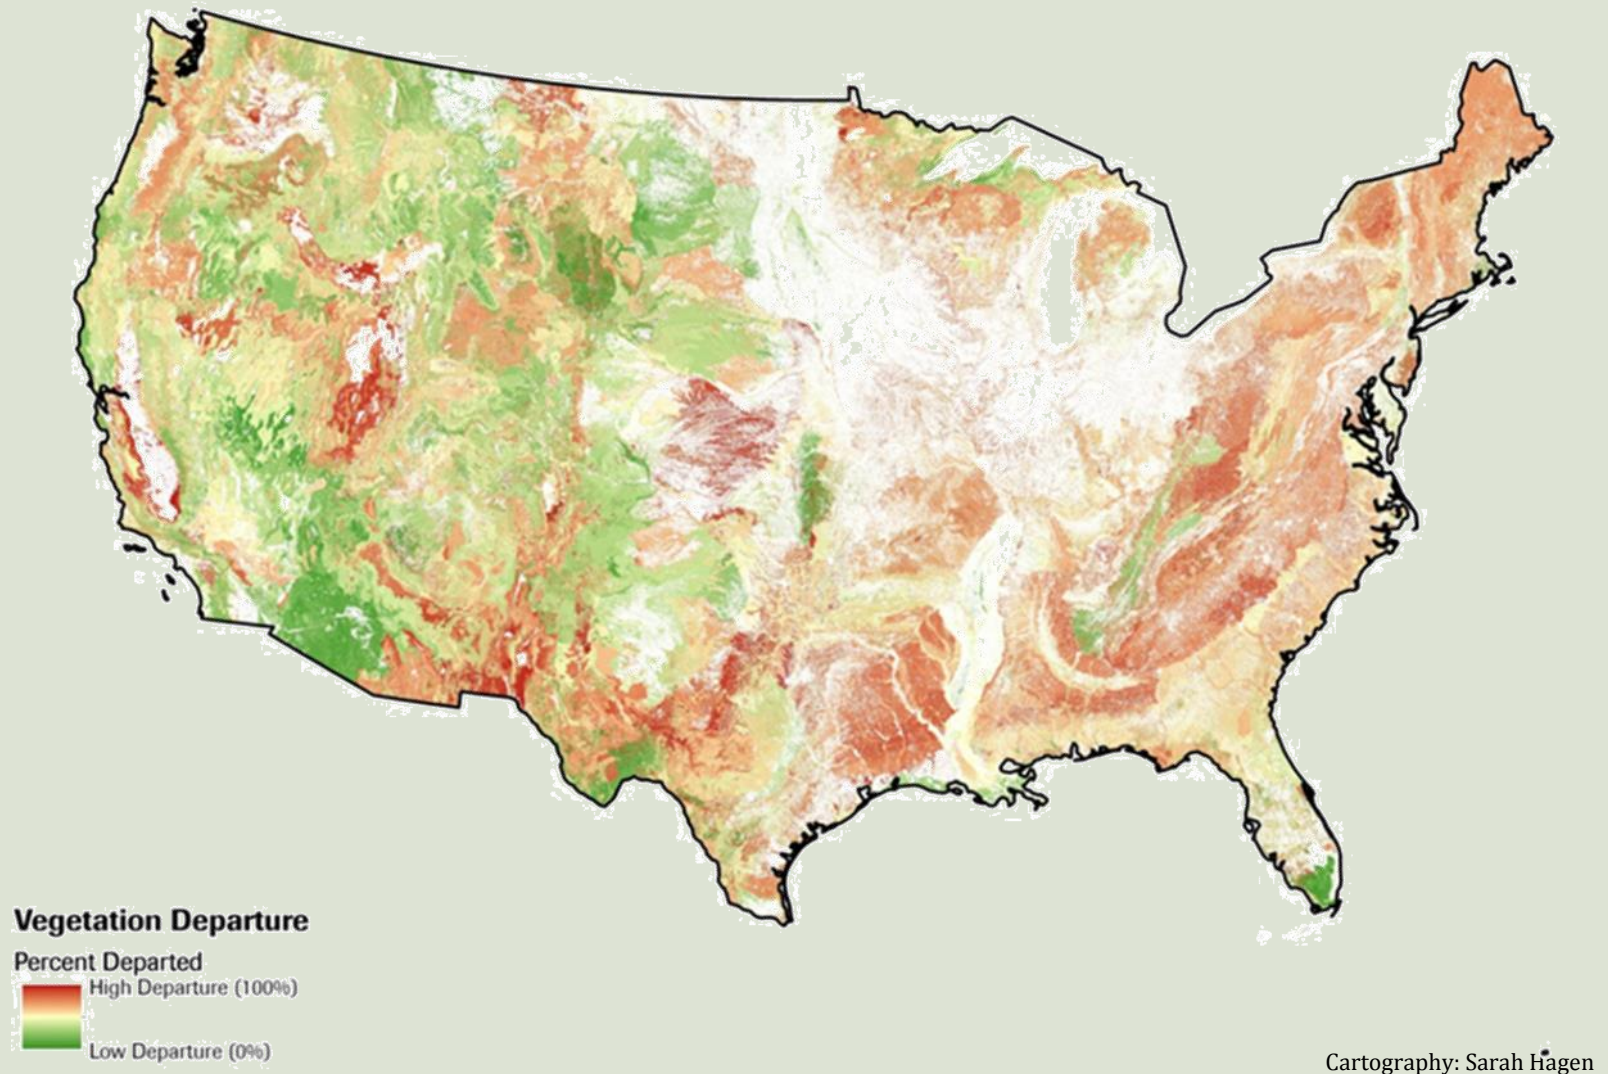 Vegetation Departure
Percent Departed
High Departure (100%)
Low Departure (0%)
Cartography: Sarah Hagen